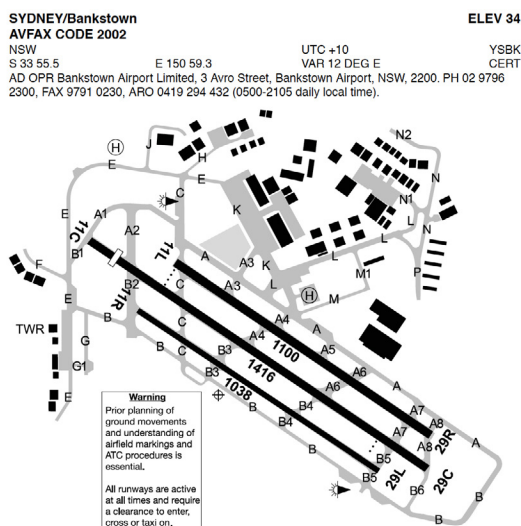 SYDNEY/Bankstown ELEV 34
AVFAX CODE 2002
NSW UTC +10 YSBK
S 33 55.5 E 150 59.3 VAR 12 DEG E CERT
AD OPR Bankstown Airport Limited, 3 Avro Street, Bankstown Airport, NSW, 2200. PH 02 9796
2300, FAX 9791 0230, ARO 0419 294 432 (0500-2105 daily local time).
N2
J
H
H
E
E
N
C
K
N1
E
A1
A2
L
N
11C
11L
A
A3
K
L
M1
P
B1
F
A3
L
H
M
B2
11R
E
B
C
A4
A
TWR
G
A4
1100
A5
B
C
B3
1416
A6
G1
B3
1038
A6
A
E
B
B4
A7
A8
29R
A
B4
A7
A8
B
B5
29L
29C
B5
B6
B
B
Warning
Prior planning of
ground movements
and understanding of
airfield markings and
ATC procedures is
essential.
All runways are active
at all times and require
a clearance to enter,
cross or taxi on.